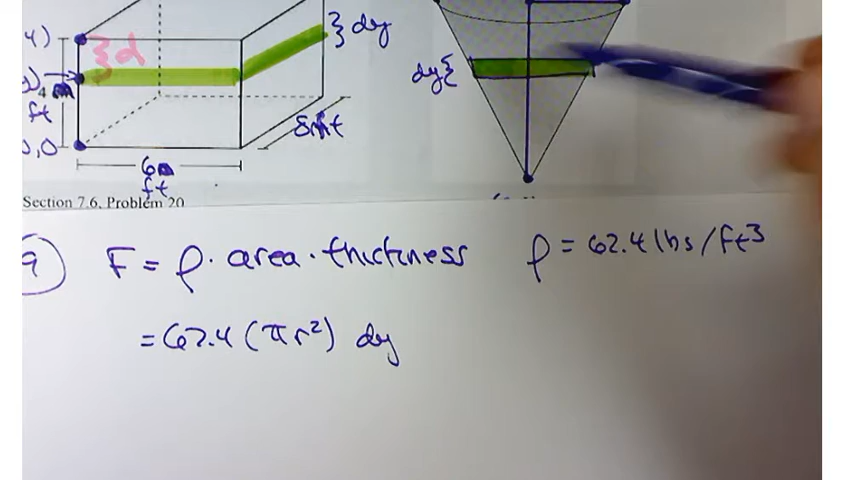 4)
} d
} dy
dy {
4
ft
8 ft
0,0
6
ft
Section 7.6, Problem 20
9) F = ρ · area · thickness ρ = 62.4 lbs/ft³
= 62.4 (πr²) dy